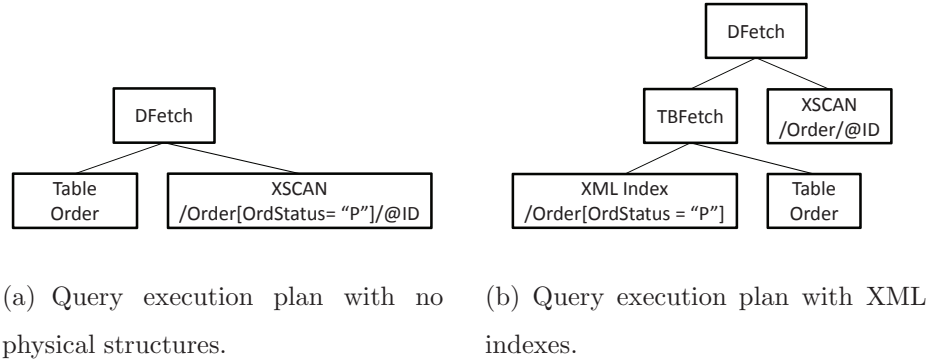 DFetch
Table
Order
XSCAN
/Order[OrdStatus= “P”]/@ID
(a) Query execution plan with no
physical structures.
DFetch
TBFetch
XSCAN
/Order/@ID
XML Index
/Order[OrdStatus = “P”]
Table
Order
(b) Query execution plan with XML
indexes.